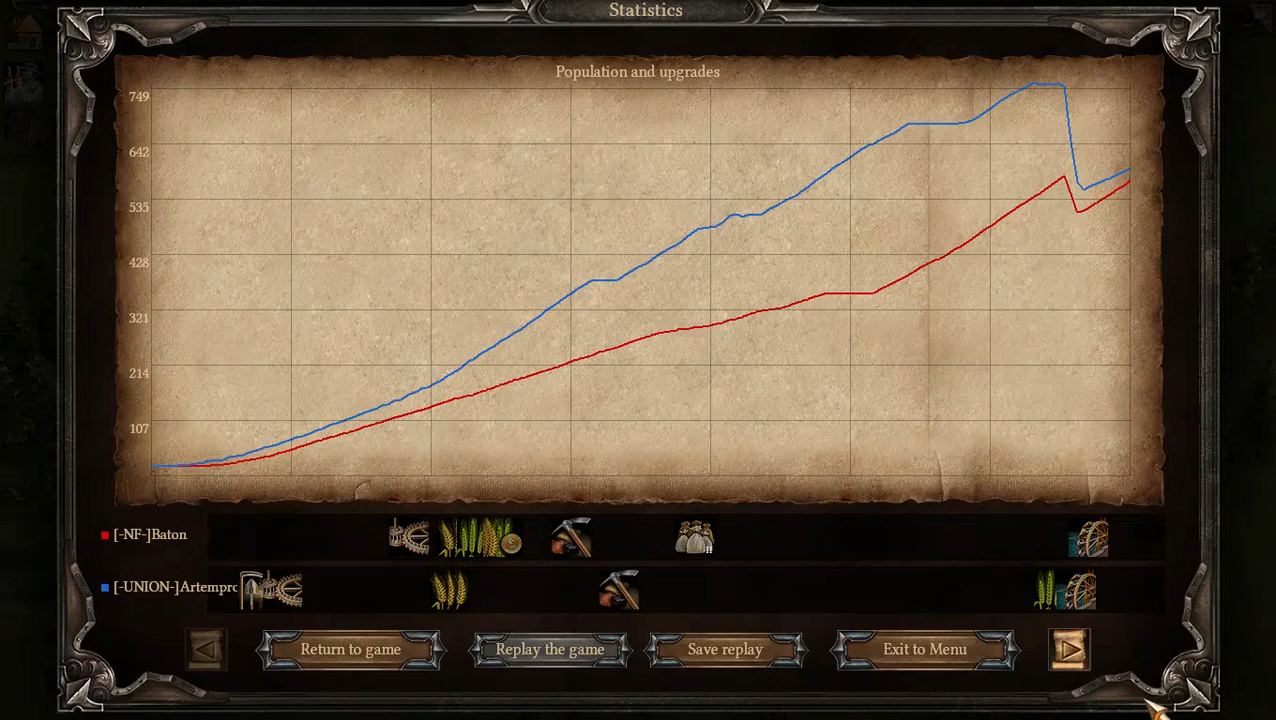 Statistics
Population and upgrades
749
642
535
428
321
214
107
[-NF-]Baton
[-UNION-]Artempro
Return to game
Replay the game
Save replay
Exit to Menu